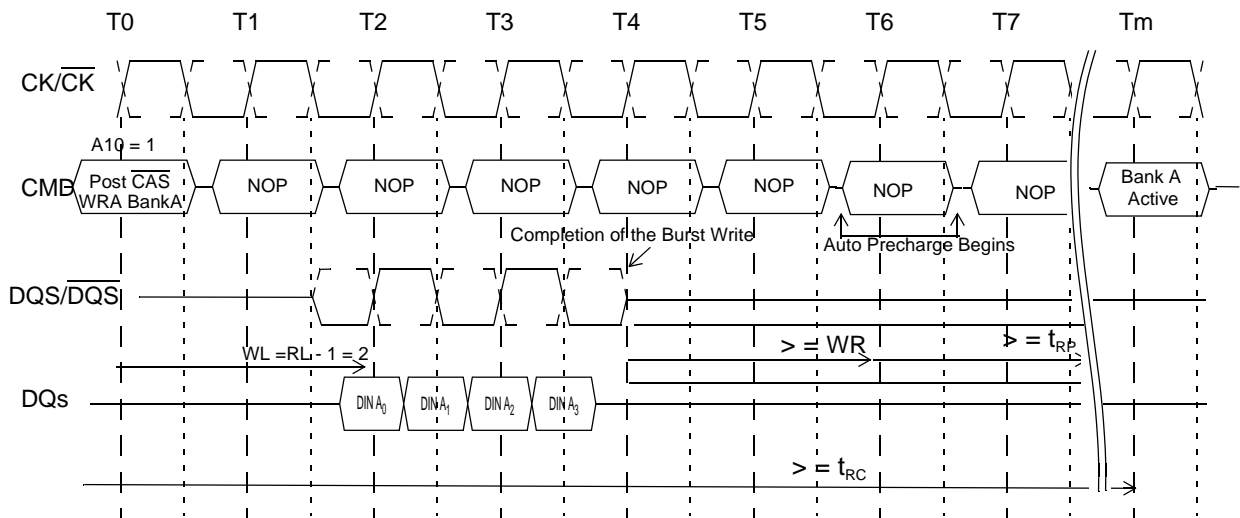 T0 T1 T2 T3 T4 T5 T6 T7 Tm
CK/CK
A10 = 1
CMD
Post CAS
WRA BankA
NOP NOP NOP NOP NOP NOP NOP
Bank A
Active
Completion of the Burst Write
Auto Precharge Begins
DQS/DQS
WL =RL - 1 = 2
> = WR
> = tRP
DQs
DIN A0 DIN A1 DIN A2 DIN A3
> = tRC